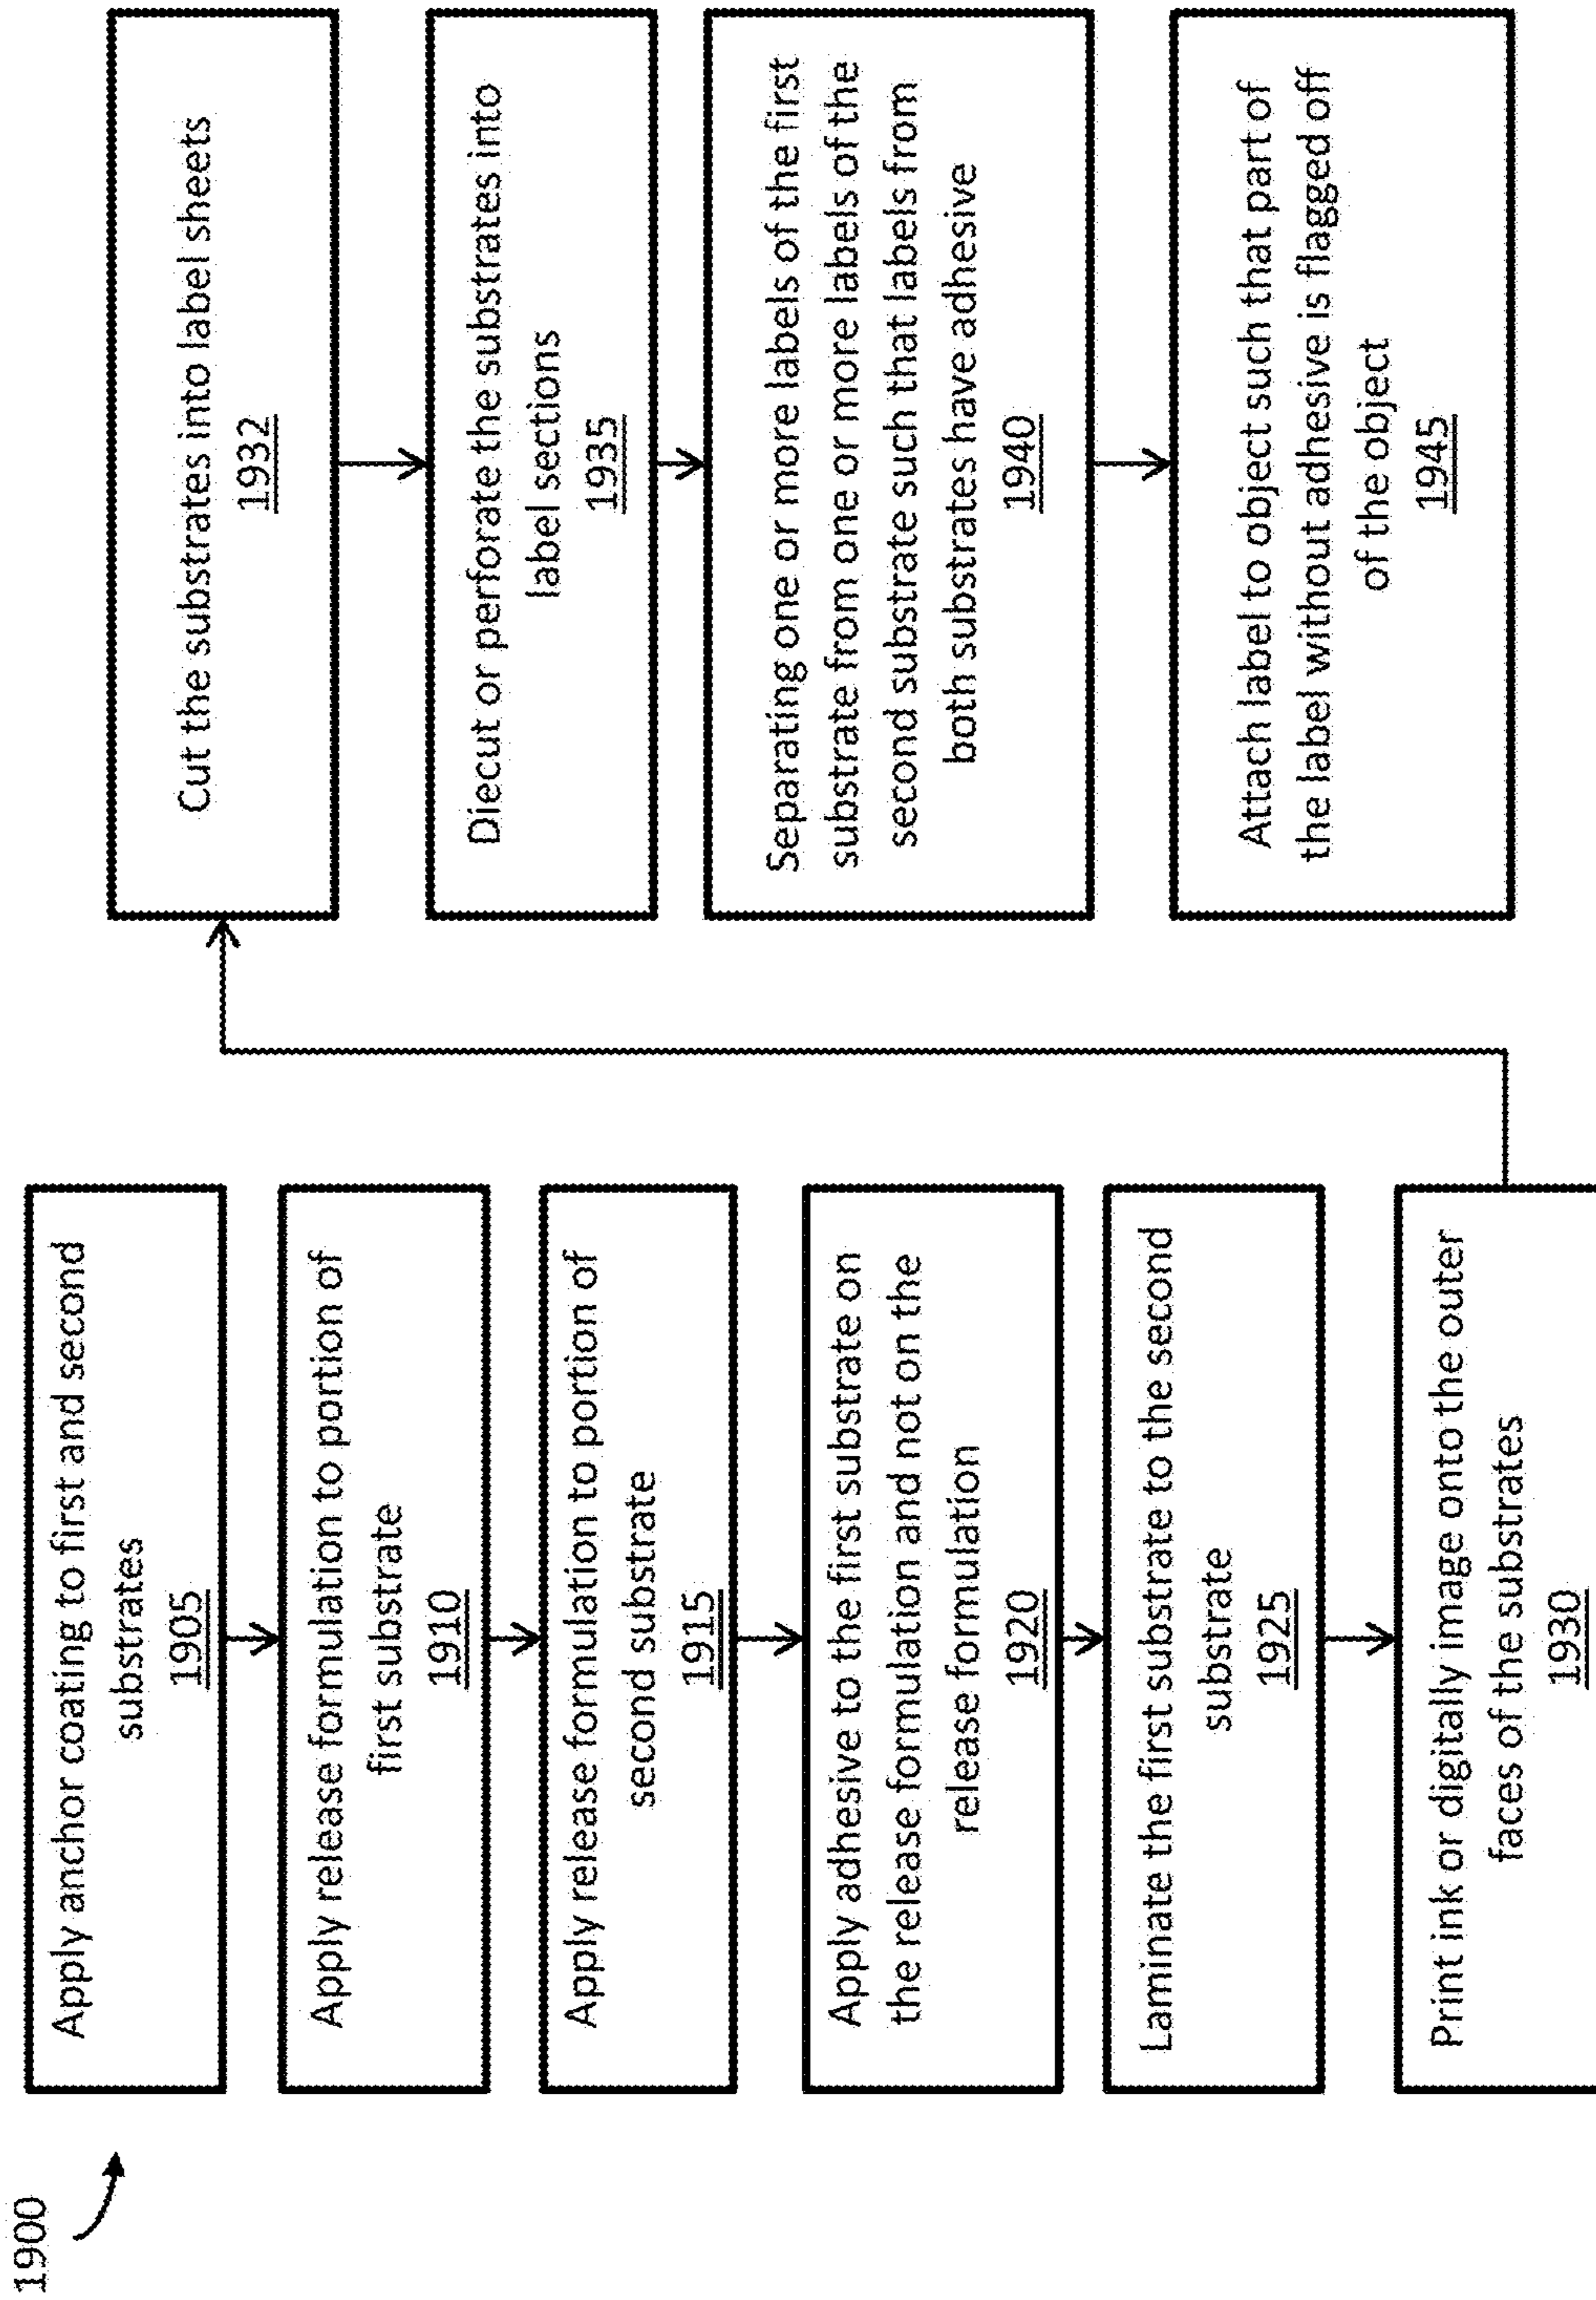 1900
Apply anchor coating to first and second
substrates
1905
Apply release formulation to portion of
first substrate
1910
Apply release formulation to portion of
second substrate
1915
Apply adhesive to the first substrate on
the release formulation and not on the
release formulation
1920
Laminate the first substrate to the second
substrate
1925
Print ink or digitally image onto the outer
faces of the substrates
1930
Cut the substrates into label sheets
1932
Diecut or perforate the substrates into
label sections
1935
Separating one or more labels of the first
substrate from one or more labels of the
second substrate such that labels from
both substrates have adhesive
1940
Attach label to object such that part of
the label without adhesive is flagged off
of the object
1945